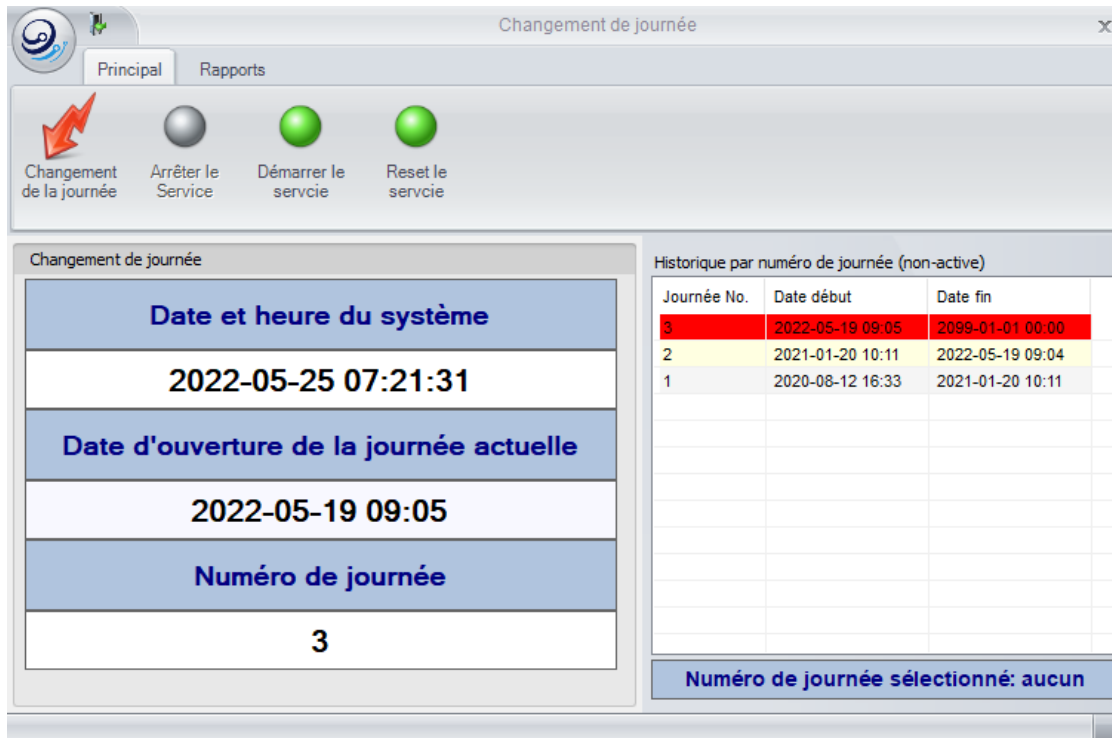 Changement de journée
x
Principal Rapports
Changement de la journée
Arrêter le Service
Démarrer le servcie
Reset le servcie
Changement de journée
Date et heure du système
2022-05-25 07:21:31
Date d'ouverture de la journée actuelle
2022-05-19 09:05
Numéro de journée
3
Historique par numéro de journée (non-active)
Journée No. Date début Date fin
3 2022-05-19 09:05 2099-01-01 00:00
2 2021-01-20 10:11 2022-05-19 09:04
1 2020-08-12 16:33 2021-01-20 10:11
Numéro de journée sélectionné: aucun